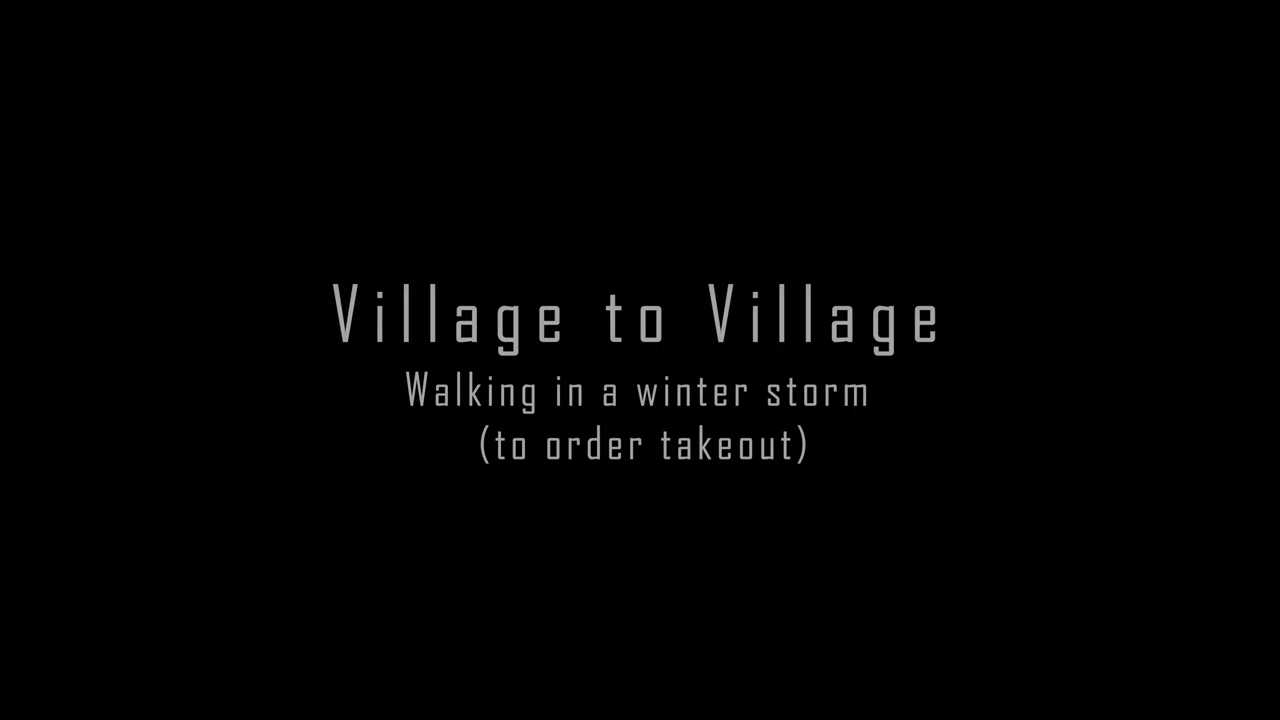 Village to Village
Walking in a winter storm
(to order takeout)